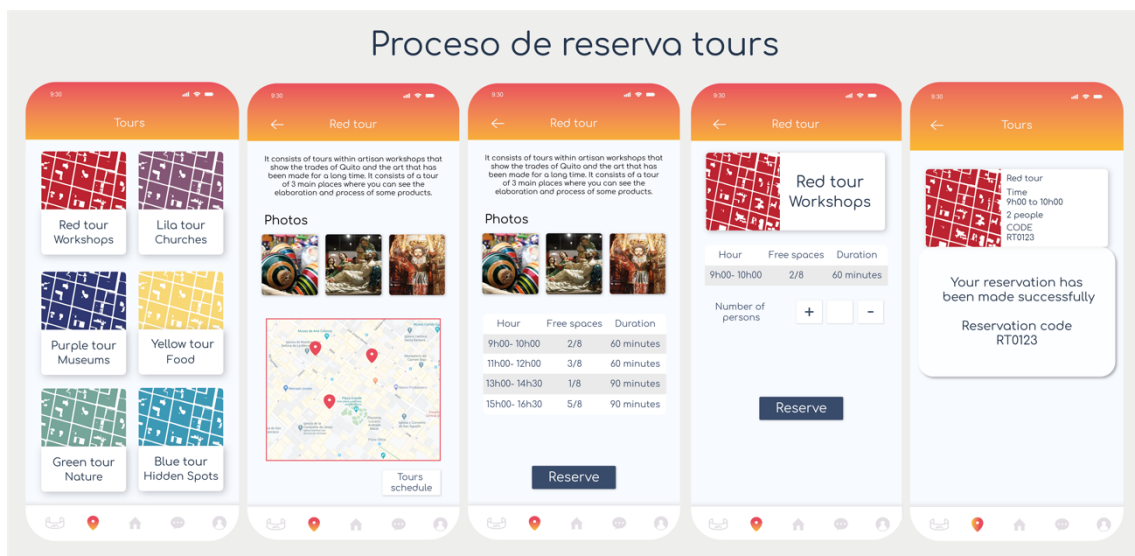 Proceso de reserva tours
9:30
Tours
Red tour
Workshops
Lila tour
Churches
Purple tour
Museums
Yellow tour
Food
Green tour
Nature
Blue tour
Hidden Spots
9:30
Red tour
It consists of tours within artisan workshops that
show the trades of Quito and the art that has
been made for a long time. It consists of a tour
of 3 main places where you can see the
elaboration and process of some products.
Photos
Tours
schedule
9:30
Red tour
It consists of tours within artisan workshops that
show the trades of Quito and the art that has
been made for a long time. It consists of a tour
of 3 main places where you can see the
elaboration and process of some products.
Photos
Hour Free spaces Duration
9h00- 10h00 2/8 60 minutes
11h00- 12h00 3/8 60 minutes
13h00- 14h30 1/8 90 minutes
15h00- 16h30 5/8 90 minutes
Reserve
9:30
Red tour
Red tour
Workshops
Hour Free spaces Duration
9h00- 10h00 2/8 60 minutes
Number of
persons
+ -
Reserve
9:30
Tours
Red tour
Time
9h00 to 10h00
2 people
CODE
RT0123
Your reservation has
been made successfully
Reservation code
RT0123